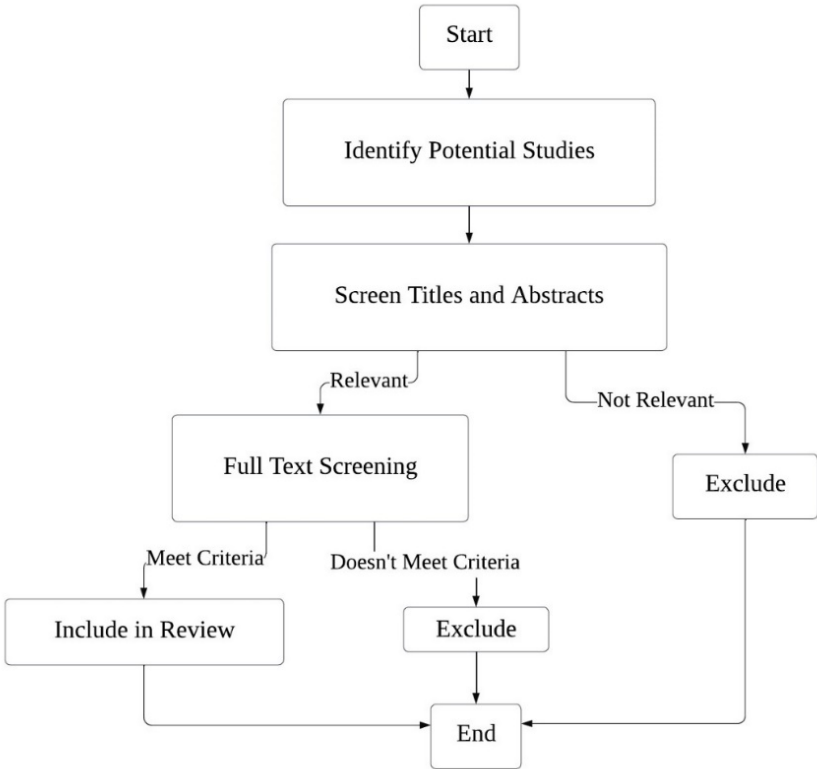 Start
Identify Potential Studies
Screen Titles and Abstracts
Relevant
Not Relevant
Full Text Screening
Exclude
Meet Criteria
Doesn't Meet Criteria
Include in Review
Exclude
End